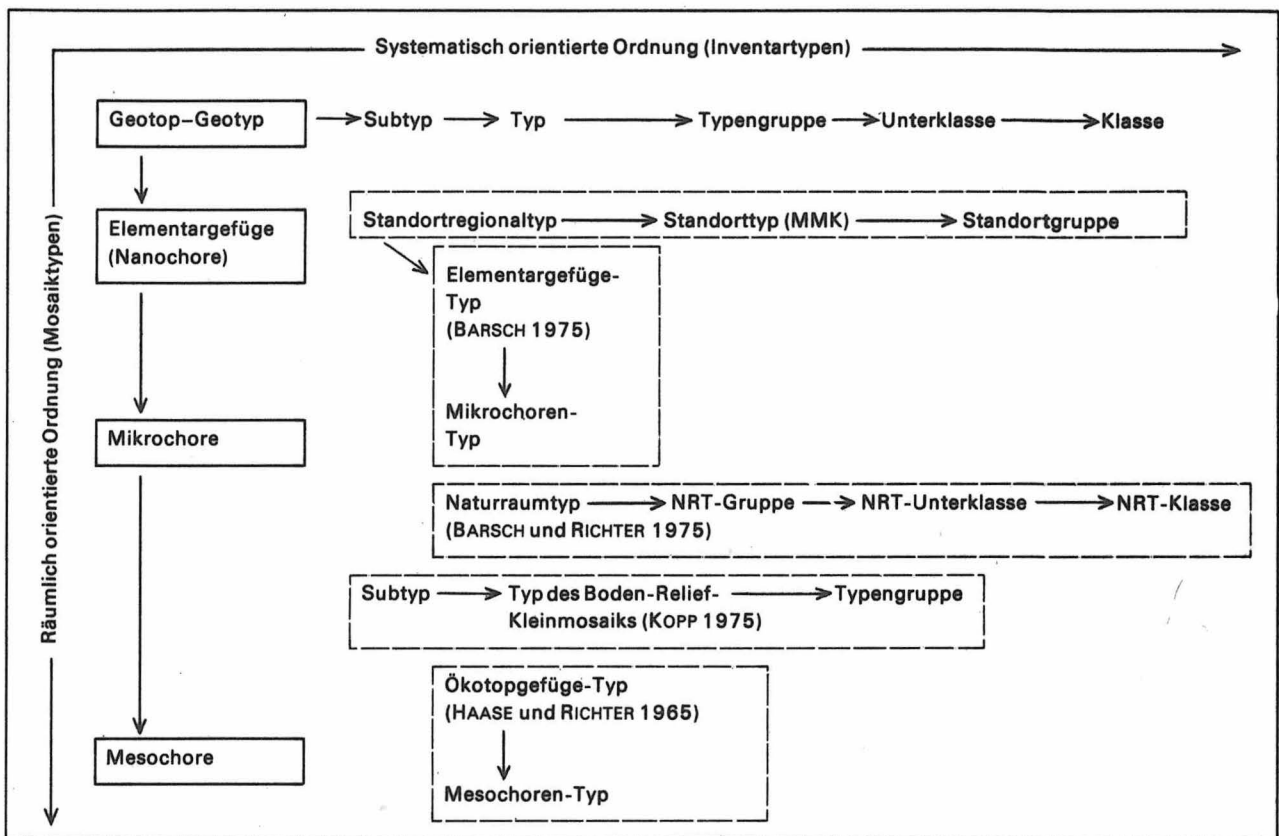 Systematisch orientierte Ordnung (Inventartypen)
Räumlich orientierte Ordnung (Mosaiktypen)
Geotop–Geotyp
Subtyp
Typ
Typengruppe
Unterklasse
Klasse
Elementargefüge
(Nanochore)
Standortregionaltyp
Standorttyp (MMK)
Standortgruppe
Elementargefüge-
Typ
(BARSCH 1975)
Mikrochoren-
Typ
Mikrochore
Naturraumtyp
NRT-Gruppe
NRT-Unterklasse
NRT-Klasse
(BARSCH und RICHTER 1975)
Subtyp
Typ des Boden-Relief-
Kleinmosaiks (KOPP 1975)
Typengruppe
Ökotopgefüge-Typ
(HAASE und RICHTER 1965)
Mesochoren-Typ
Mesochore